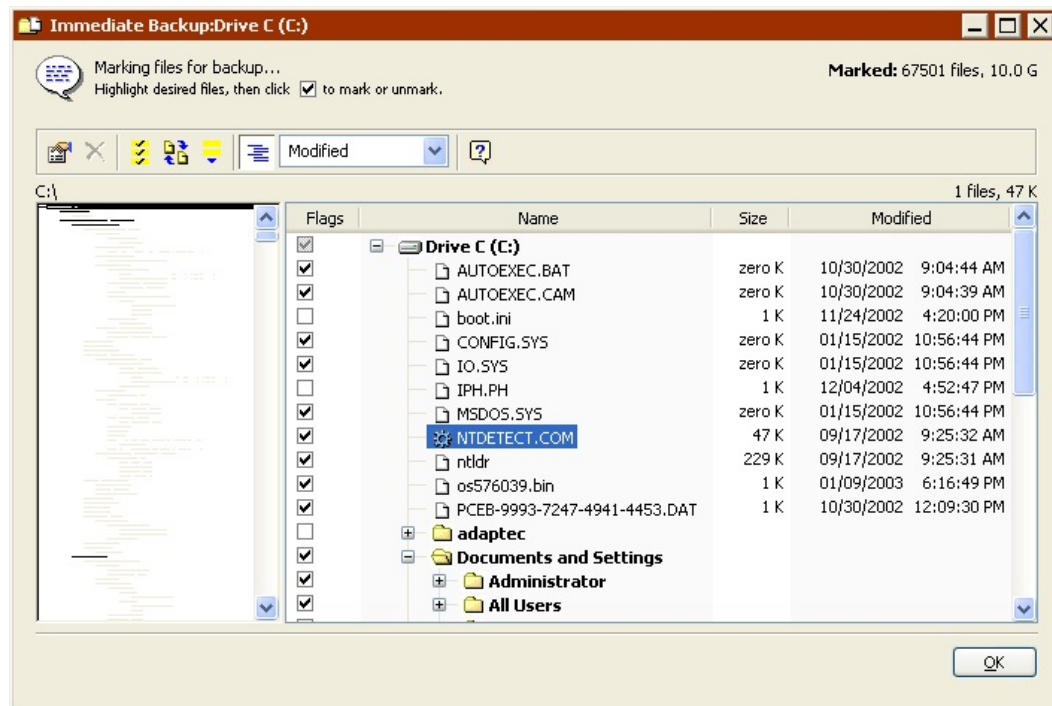 Immediate Backup:Drive C (C:)
Marking files for backup...
Highlight desired files, then click to mark or unmark.
Marked: 67501 files, 10.0 G
Modified
C:\
1 files, 47 K
Flags Name Size Modified
Drive C (C:)
AUTOEXEC.BAT zero K 10/30/2002 9:04:44 AM
AUTOEXEC.CAM zero K 10/30/2002 9:04:39 AM
boot.ini 1 K 11/24/2002 4:20:00 PM
CONFIG.SYS zero K 01/15/2002 10:56:44 PM
IO.SYS zero K 01/15/2002 10:56:44 PM
IPH.PH 1 K 12/04/2002 4:52:47 PM
MSDOS.SYS zero K 01/15/2002 10:56:44 PM
NTDETECT.COM 47 K 09/17/2002 9:25:32 AM
ntldr 229 K 09/17/2002 9:25:31 AM
os576039.bin 1 K 01/09/2003 6:16:49 PM
PCEB-9993-7247-4941-4453.DAT 1 K 10/30/2002 12:09:30 PM
adaptec
Documents and Settings
Administrator
All Users
OK